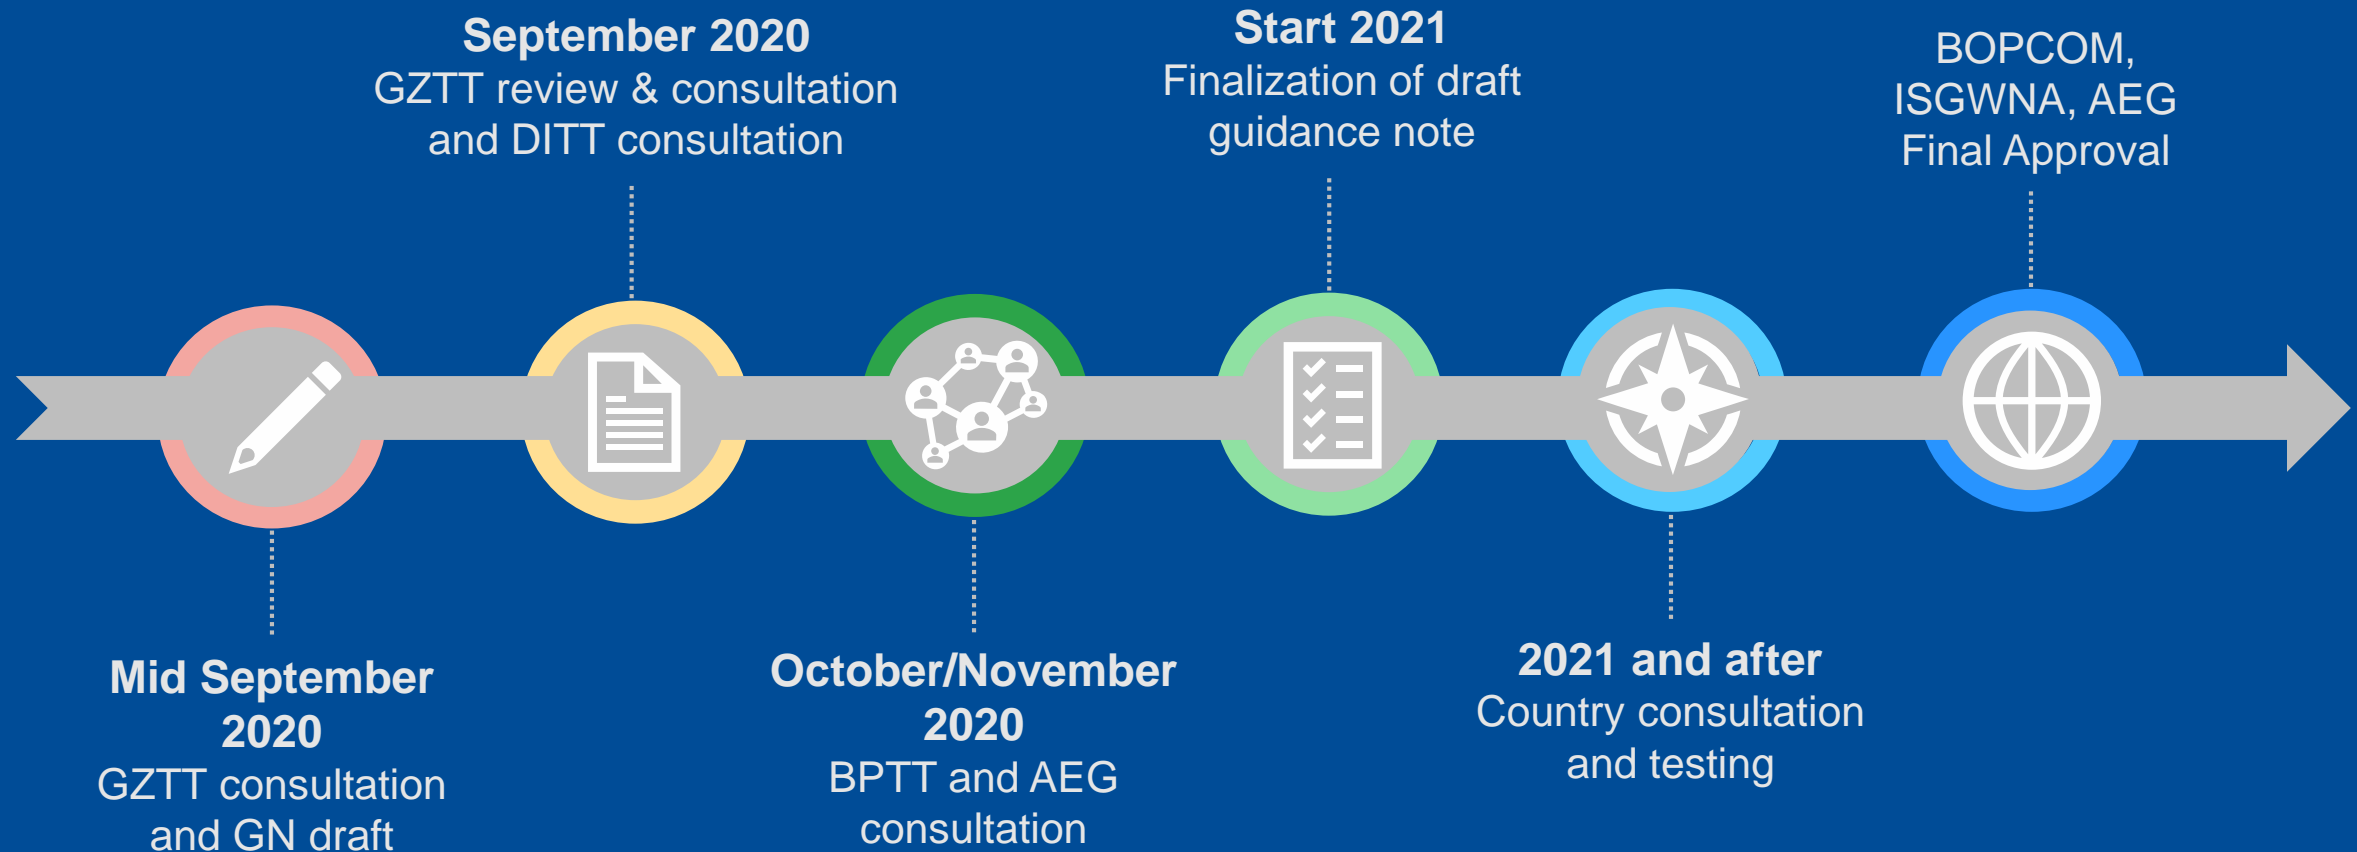 September 2020
GZTT review & consultation
and DITT consultation
Start 2021
Finalization of draft
guidance note
BOPCOM,
ISGWNA, AEG
Final Approval
Mid September
2020
GZTT consultation
and GN draft
October/November
2020
BPTT and AEG
consultation
2021 and after
Country consultation
and testing